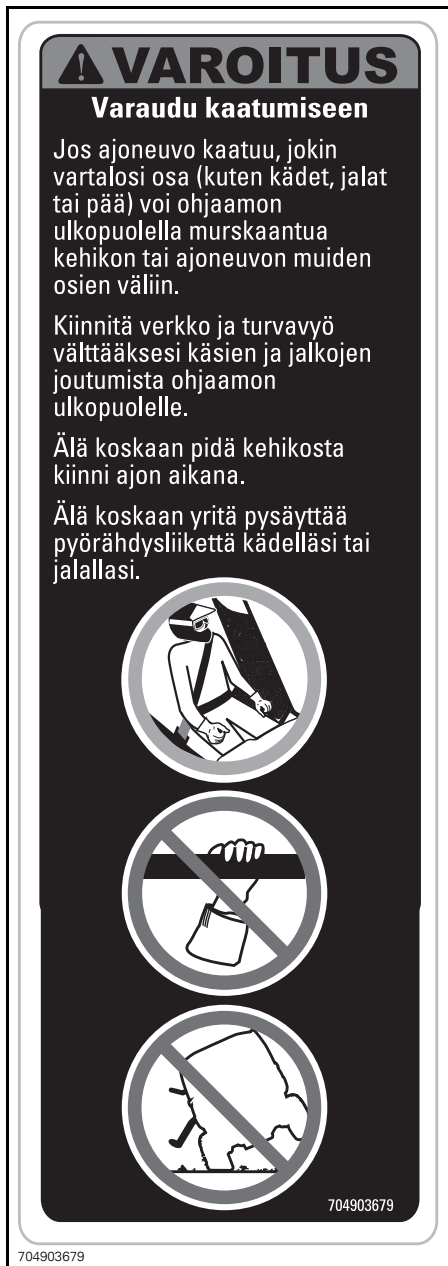 VAROITUS
Varaudu kaatumiseen
Jos ajoneuvo kaatuu, jokin
vartalosi osa (kuten kädet, jalat
tai pää) voi ohjaamon
ulkopuolella murskaantua
kehikon tai ajoneuvon muiden
osien väliin.
Kiinnitä verkko ja turvavyö
välttääksesi käsien ja jalkojen
joutumista ohjaamon
ulkopuolelle.
Älä koskaan pidä kehikosta
kiinni ajon aikana.
Älä koskaan yritä pysäyttää
pyörähdysliikettä kädelläsi tai
jalallasi.
704903679
704903679